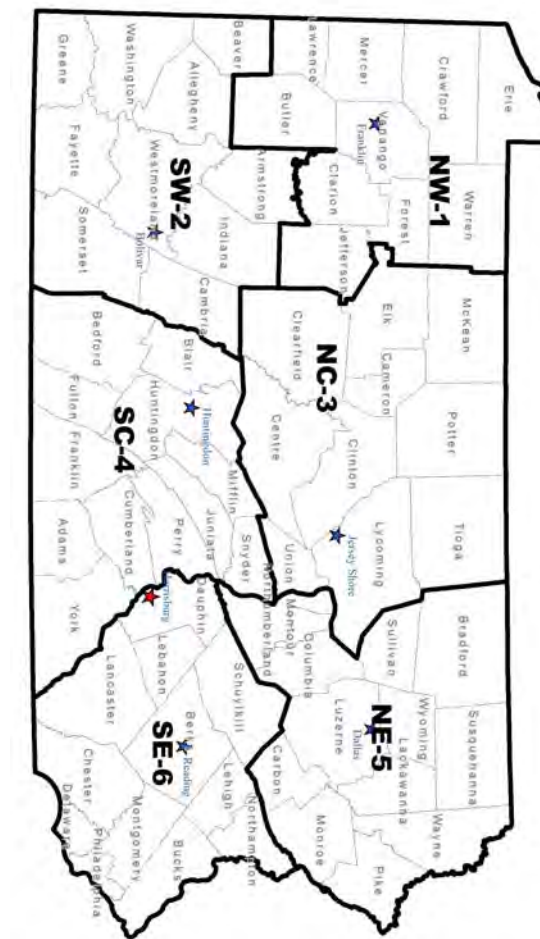 Erie
Crawford
Mercer
Lawrence
Warren
Venango
Franklin
Forest
Clarion
Butler
Jefferson
NW-1
Beaver
Allegheny
Washington
Greene
Fayette
Westmoreland
Armstrong
Indiana
Somerset
Cambria
Bolivar
SW-2
McKean
Elk
Cameron
Potter
Clearfield
Centre
Clinton
Lycoming
Tioga
Union
Jersey Shore
NC-3
Blair
Bedford
Huntingdon
Huntingdon
Fulton
Franklin
Mifflin
Juniata
Snyder
Perry
Cumberland
Adams
York
SC-4
Bradford
Susquehanna
Sullivan
Wyoming
Lackawanna
Wayne
Pike
Luzerne
Dallas
Columbia
Montour
Northumberland
Carbon
Monroe
NE-5
Harrisburg
Dauphin
Lebanon
Lancaster
Schuylkill
Berks
Reading
Lehigh
Northampton
Chester
Delaware
Montgomery
Philadelphia
Bucks
SE-6